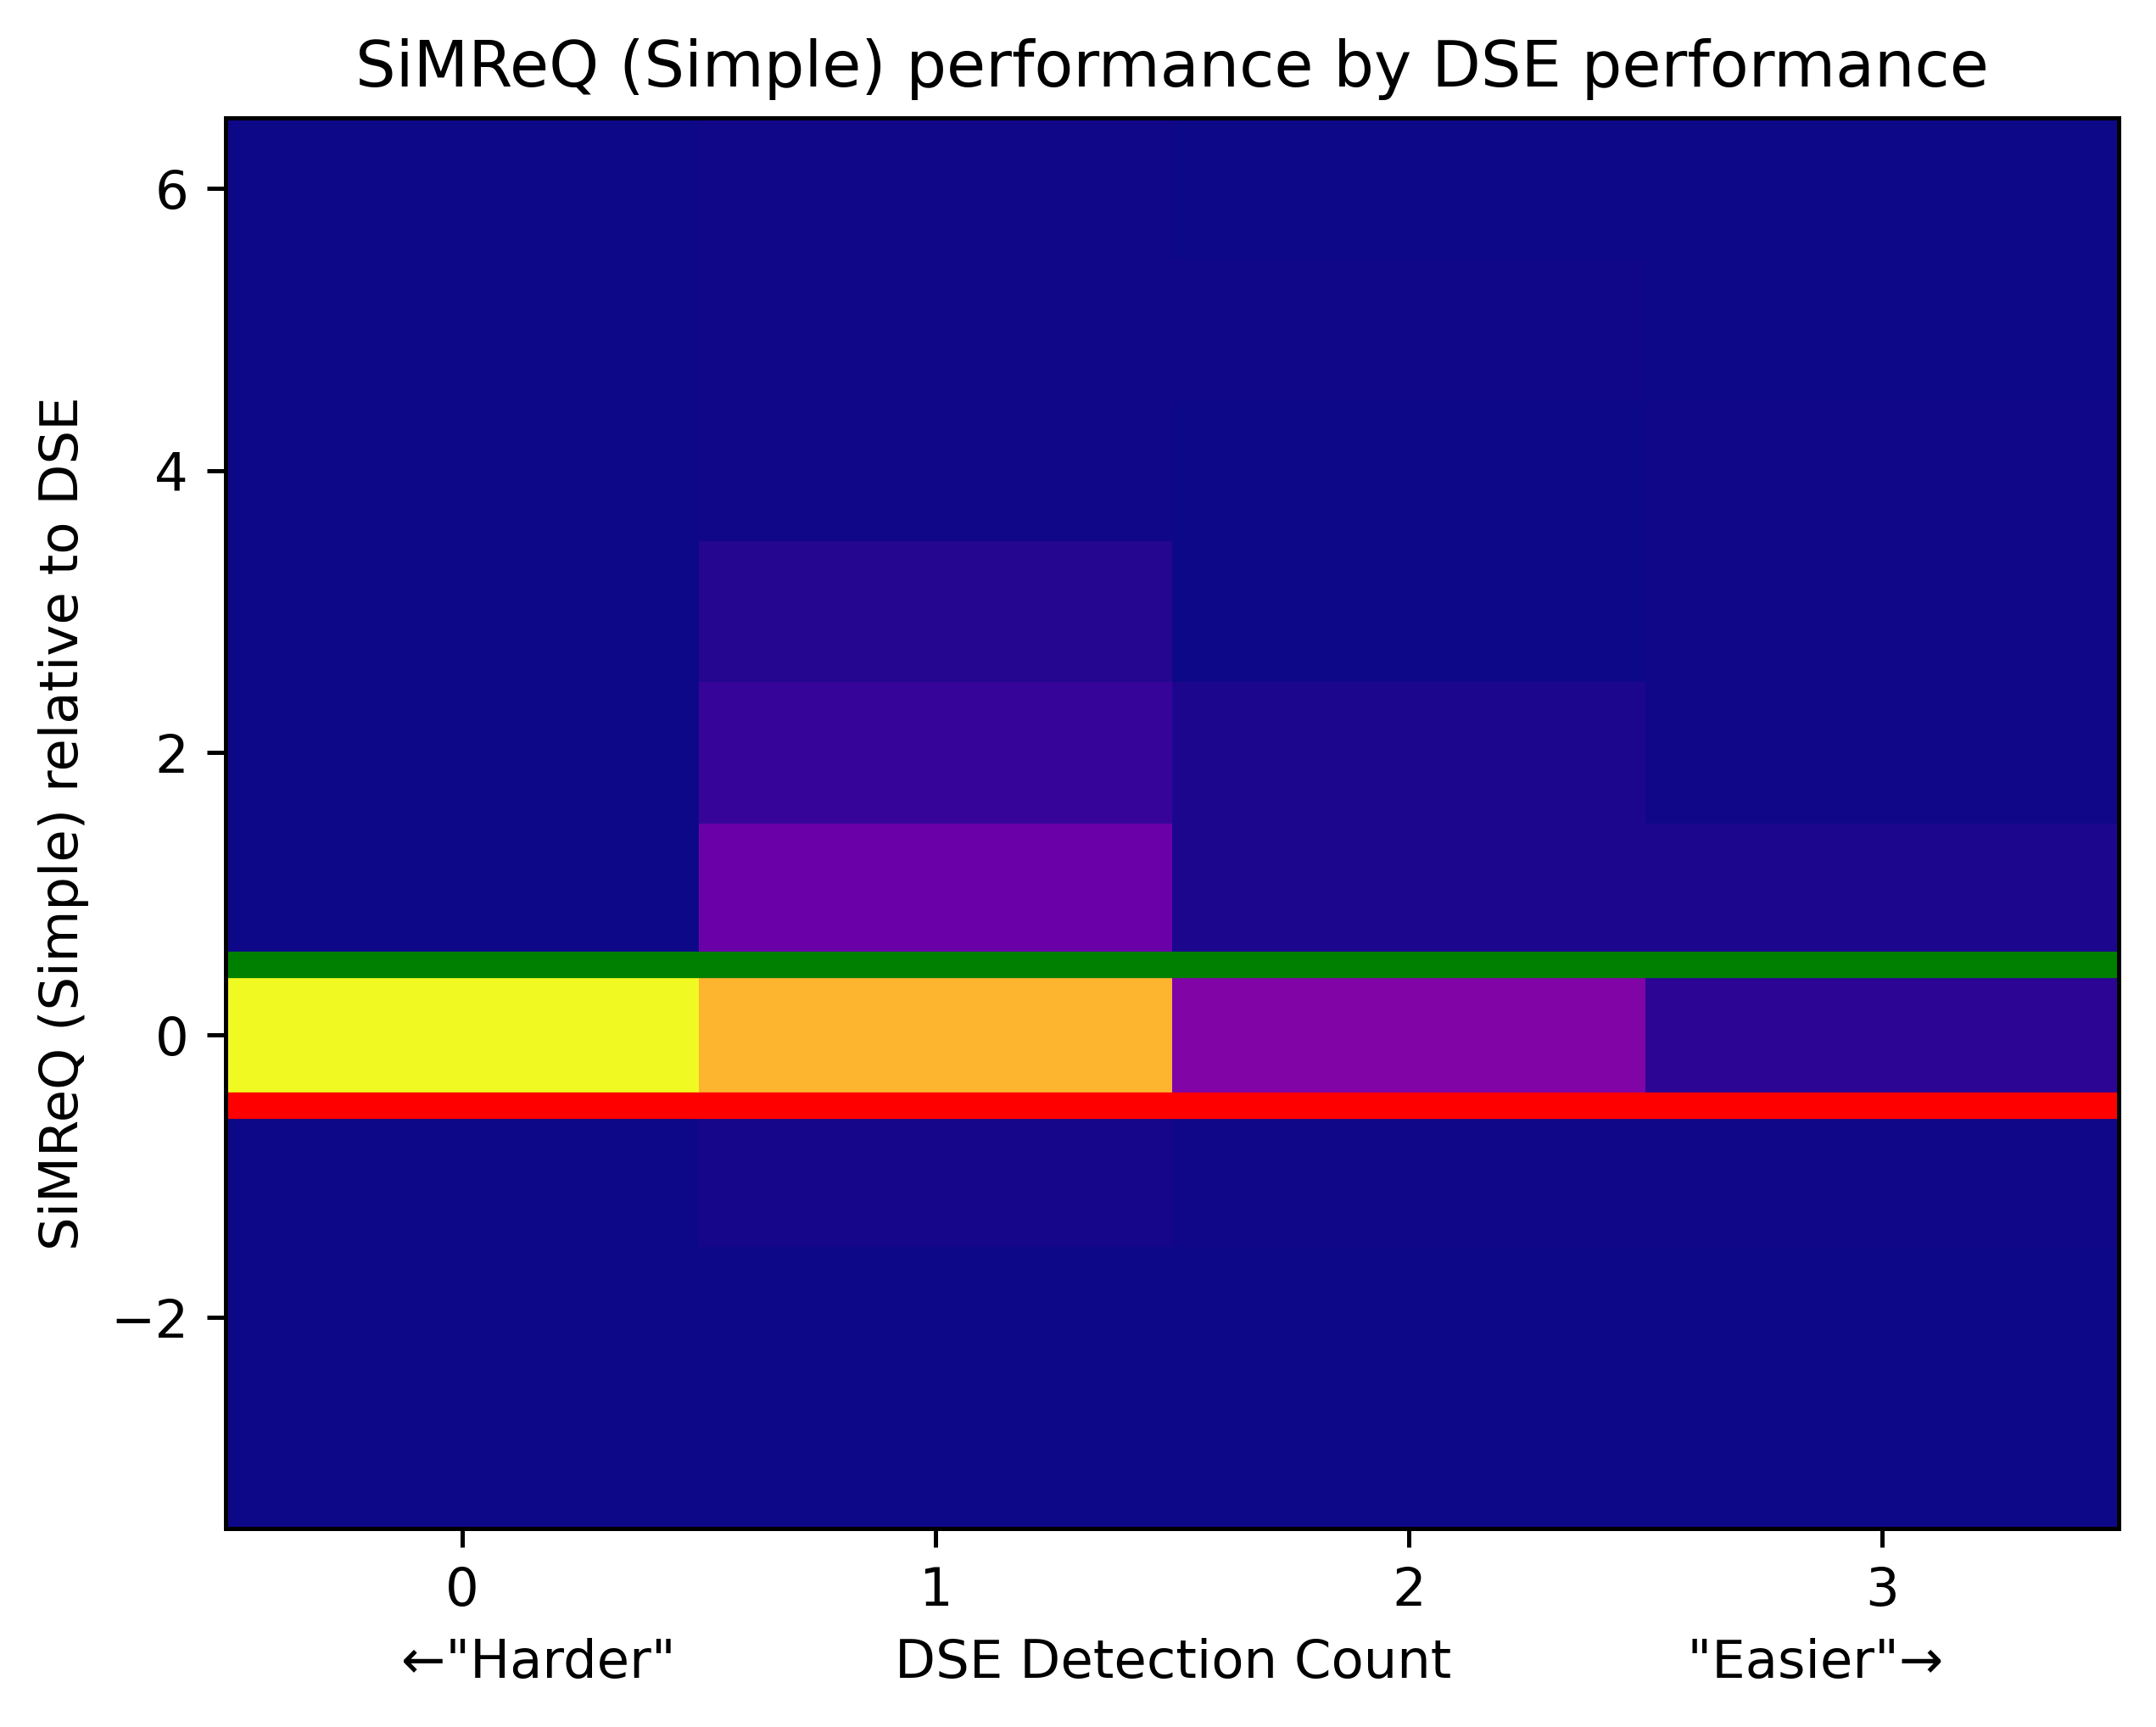 SiMReQ (Simple) performance by DSE performance
SiMReQ (Simple) relative to DSE
6
4
2
0
−2
0 1 2 3
←"Harder" DSE Detection Count "Easier"→